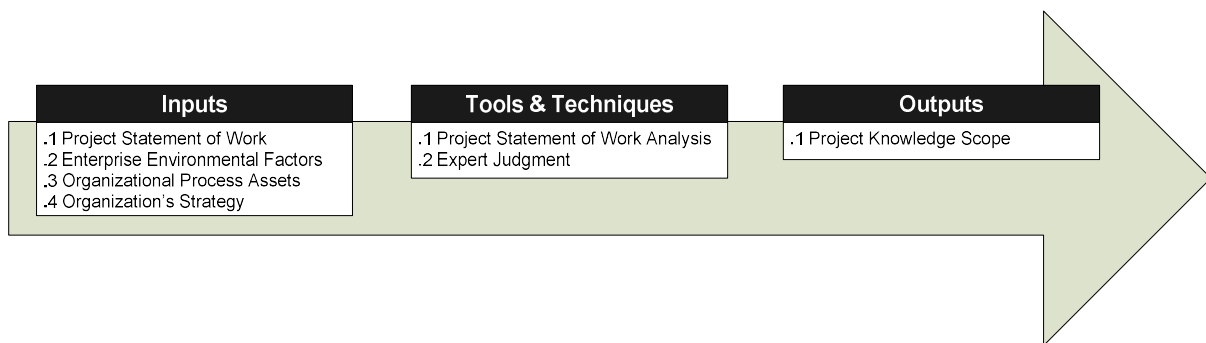 Inputs
.1 Project Statement of Work
.2 Enterprise Environmental Factors
.3 Organizational Process Assets
.4 Organization's Strategy
Tools & Techniques
.1 Project Statement of Work Analysis
.2 Expert Judgment
Outputs
.1 Project Knowledge Scope